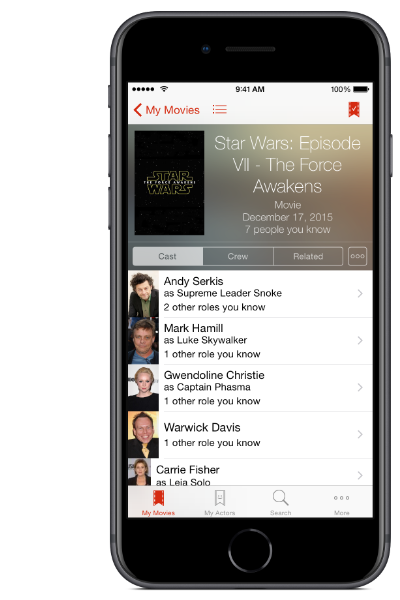 9:41 AM
100%
My Movies
STAR
THE FORCE AWAKENS
WARS
Star Wars: Episode
VII - The Force
Awakens
Movie
December 17, 2015
7 people you know
Cast
Crew
Related
Andy Serkis
as Supreme Leader Snoke
2 other roles you know
Mark Hamill
as Luke Skywalker
1 other role you know
Gwendoline Christie
as Captain Phasma
1 other role you know
Warwick Davis
1 other role you know
Carrie Fisher
as Leia Solo
My Movies
My Actors
Search
More